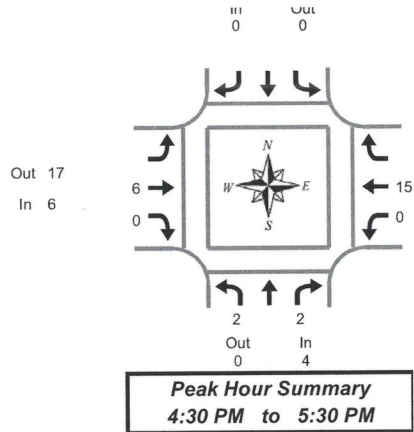 In Out
0 0
N
Out 17
6
W E
15
In 6
0
0
S
2 2
Out In
0 4
Peak Hour Summary
4:30 PM to 5:30 PM